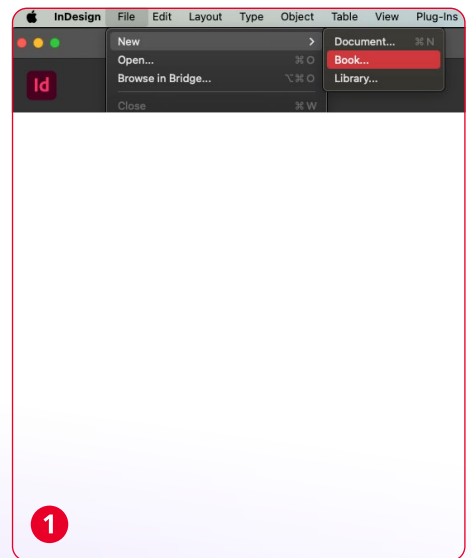 InDesign File Edit Layout Type Object Table View Plug-Ins
New > Document... ⌘ N
Open... ⌘ O Book...
Browse in Bridge... ⌥⌘ O Library...
Id
Close ⌘ W
1